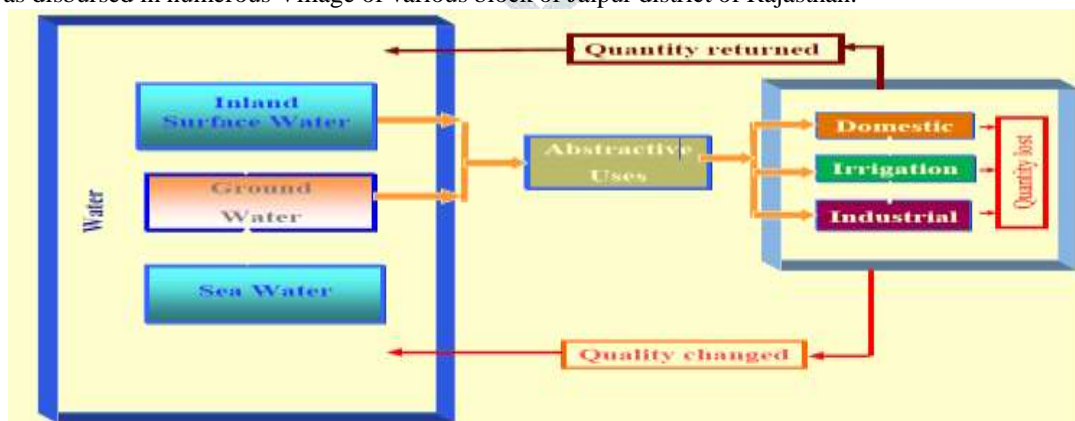 as disbursed in numerous village of various block of Jaipur district of Rajasthan.
Quantity returned
Inland
Surface Water
Ground
Water
Sea Water
Water
Abstractive
Uses
Domestic
Irrigation
Industrial
Quantity lost
Quality changed